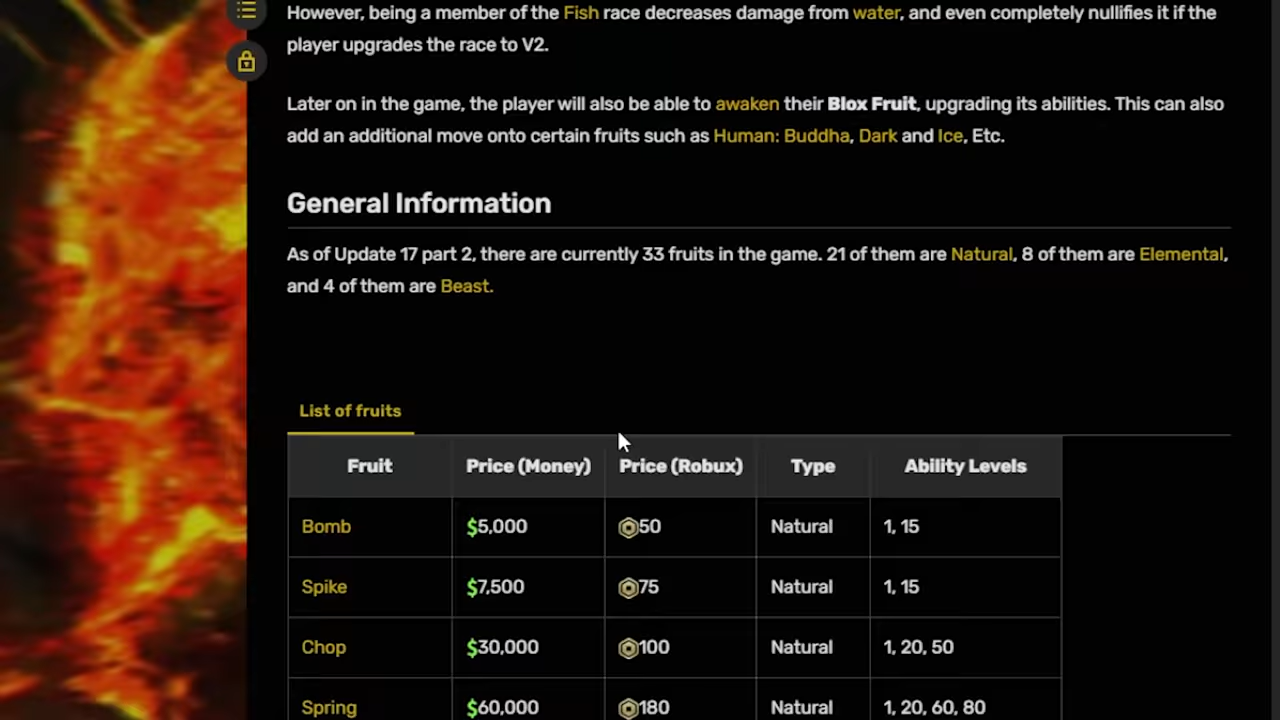 However, being a member of the Fish race decreases damage from water, and even completely nullifies it if the
player upgrades the race to V2.
Later on in the game, the player will also be able to awaken their Blox Fruit, upgrading its abilities. This can also
add an additional move onto certain fruits such as Human: Buddha, Dark and Ice, Etc.
General Information
As of Update 17 part 2, there are currently 33 fruits in the game. 21 of them are Natural, 8 of them are Elemental,
and 4 of them are Beast.
List of fruits
Fruit Price (Money) Price (Robux) Type Ability Levels
Bomb $5,000 50 Natural 1, 15
Spike $7,500 75 Natural 1, 15
Chop $30,000 100 Natural 1, 20, 50
Spring $60,000 180 Natural 1, 20, 60, 80